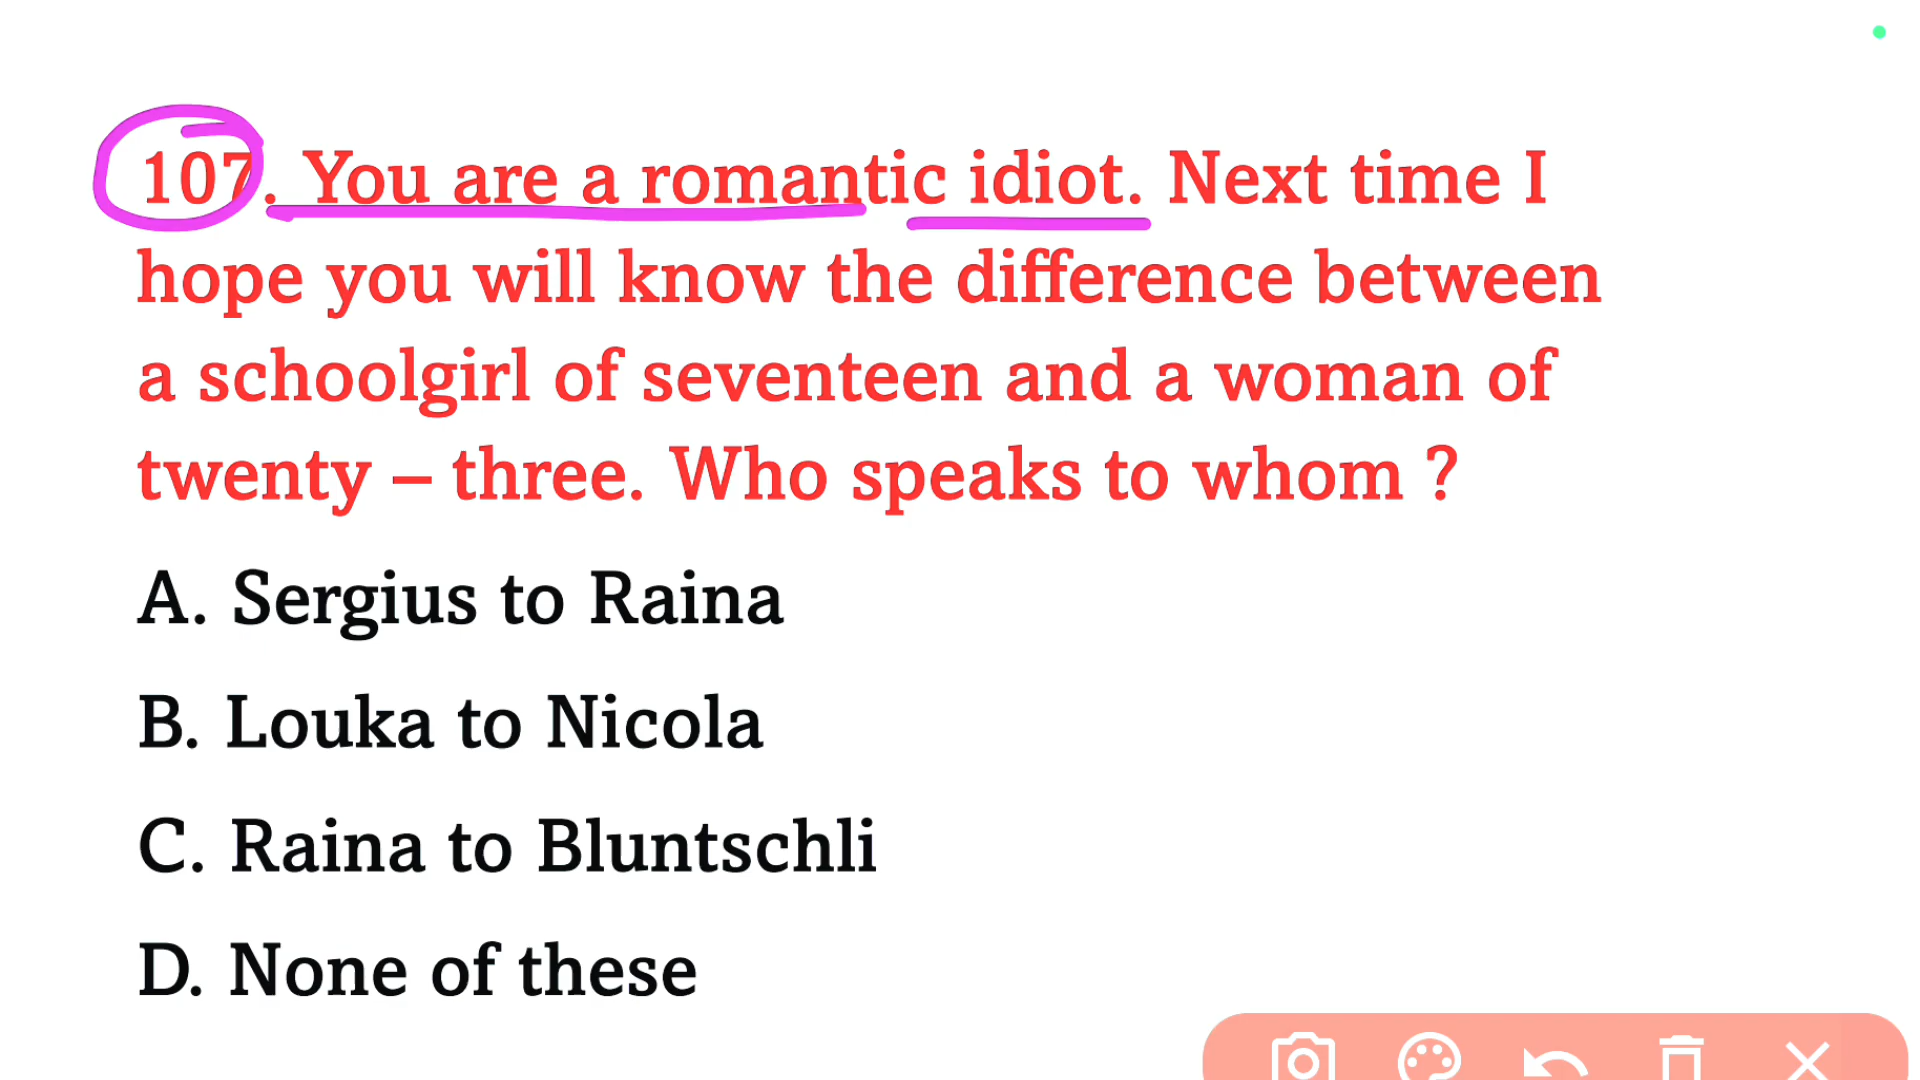 107. You are a romantic idiot. Next time I
hope you will know the difference between
a schoolgirl of seventeen and a woman of
twenty – three. Who speaks to whom ?
A. Sergius to Raina
B. Louka to Nicola
C. Raina to Bluntschli
D. None of these